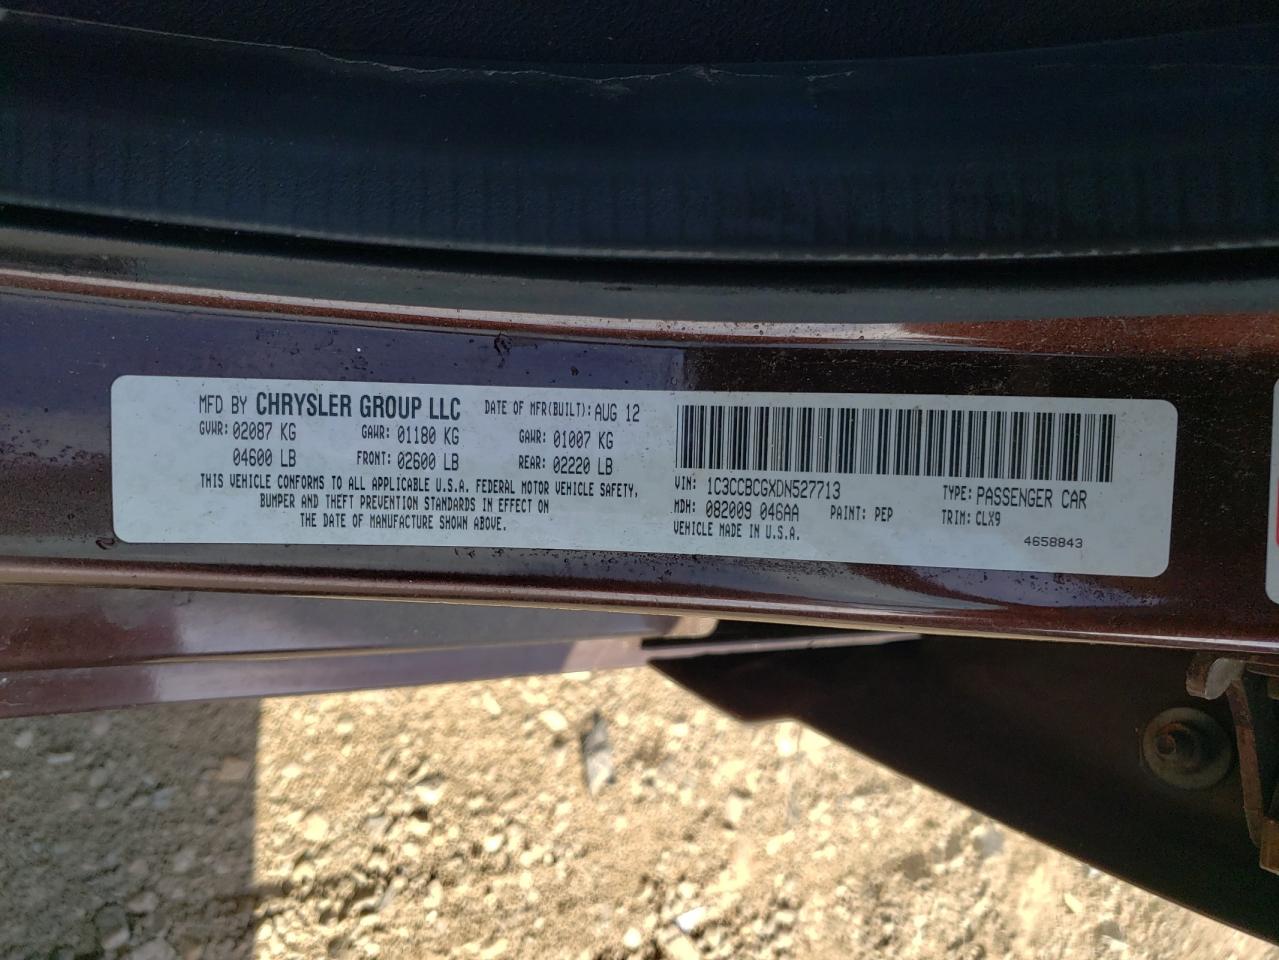 MFD BY CHRYSLER GROUP LLC DATE OF MFR(BUILT): AUG 12
GVWR: 02087 KG GAWR: 01180 KG GAWR: 01007 KG
04600 LB FRONT: 02600 LB REAR: 02220 LB
THIS VEHICLE CONFORMS TO ALL APPLICABLE U.S.A. FEDERAL MOTOR VEHICLE SAFETY,
BUMPER AND THEFT PREVENTION STANDARDS IN EFFECT ON
THE DATE OF MANUFACTURE SHOWN ABOVE.
VIN: 1C3CCBCGXDN527713 TYPE: PASSENGER CAR
MDH: 082009 046AA PAINT: PEP TRIM: CLX9
VEHICLE MADE IN U.S.A.
4658843